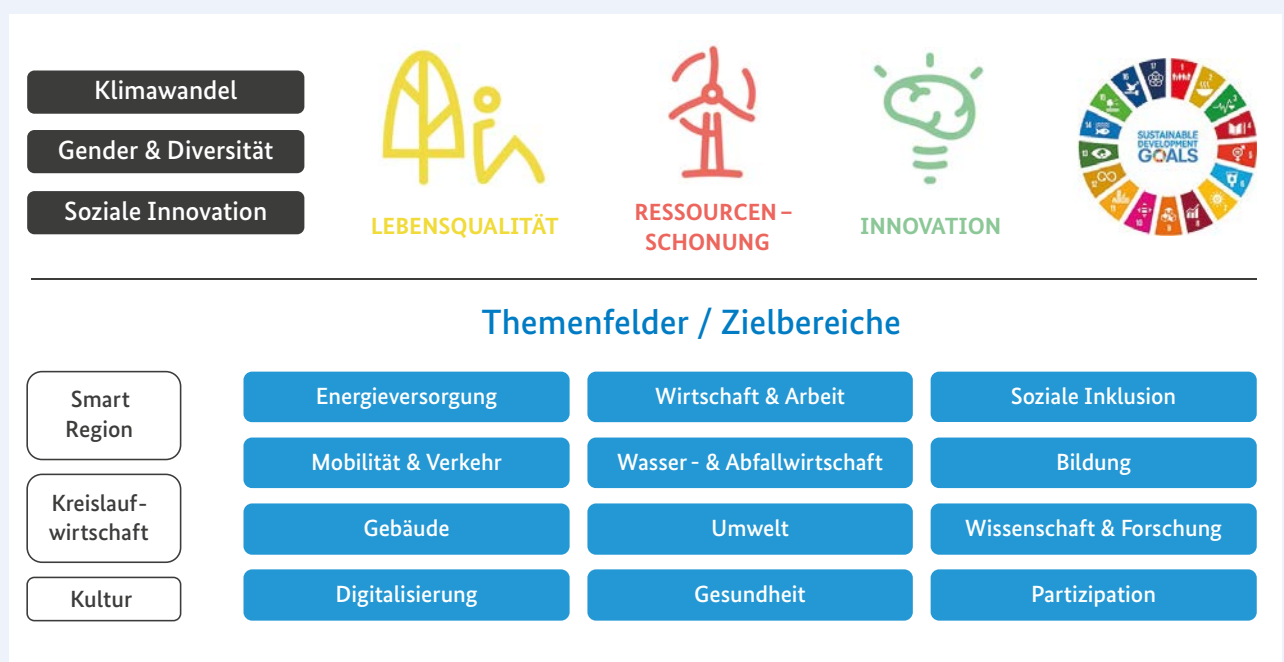 Klimawandel
Gender & Diversität
Soziale Innovation
LEBENSQUALITÄT
RESSOURCEN –
SCHONUNG
INNOVATION
SUSTAINABLE
DEVELOPMENT
GOALS
Themenfelder / Zielbereiche
Smart
Region
Kreislauf-
wirtschaft
Kultur
Energieversorgung
Wirtschaft & Arbeit
Soziale Inklusion
Mobilität & Verkehr
Wasser - & Abfallwirtschaft
Bildung
Gebäude
Umwelt
Wissenschaft & Forschung
Digitalisierung
Gesundheit
Partizipation